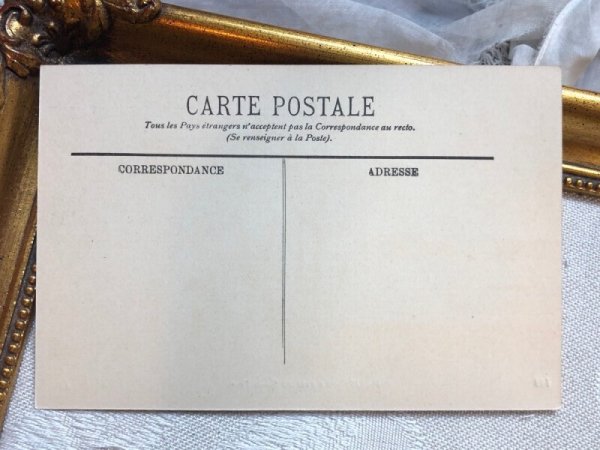 CARTE POSTALE
Tous les Pays étrangers n'acceptent pas la Correspondance au recto.
(Se renseigner à la Poste).
CORRESPONDANCE
ADRESSE